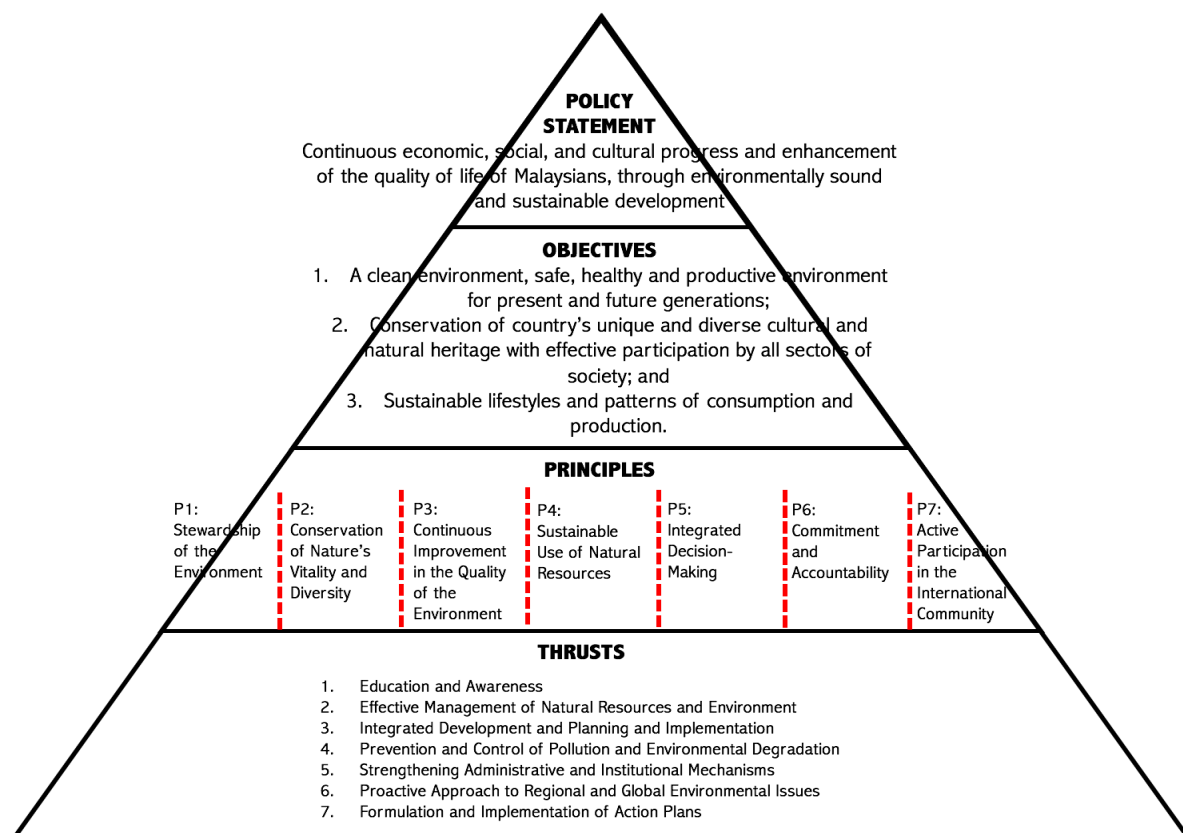 POLICY
STATEMENT
Continuous economic, social, and cultural progress and enhancement
of the quality of life of Malaysians, through environmentally sound
and sustainable development
OBJECTIVES
1. A clean environment, safe, healthy and productive environment
for present and future generations;
2. Conservation of country's unique and diverse cultural and
natural heritage with effective participation by all sectors of
society; and
3. Sustainable lifestyles and patterns of consumption and
production.
PRINCIPLES
P1:
Stewardship
of the
Environment
P2:
Conservation
of Nature's
Vitality and
Diversity
P3:
Continuous
Improvement
in the Quality
of the
Environment
P4:
Sustainable
Use of Natural
Resources
P5:
Integrated
Decision-
Making
P6:
Commitment
and
Accountability
P7:
Active
Participation
in the
International
Community
THRUSTS
1. Education and Awareness
2. Effective Management of Natural Resources and Environment
3. Integrated Development and Planning and Implementation
4. Prevention and Control of Pollution and Environmental Degradation
5. Strengthening Administrative and Institutional Mechanisms
6. Proactive Approach to Regional and Global Environmental Issues
7. Formulation and Implementation of Action Plans